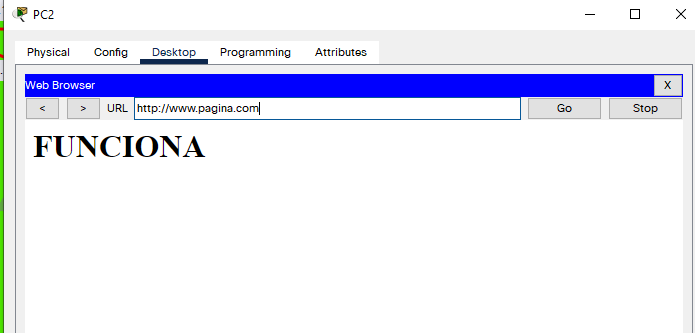 PC2
Physical Config Desktop Programming Attributes
Web Browser X
< > URL http://www.pagina.com Go Stop
FUNCIONA